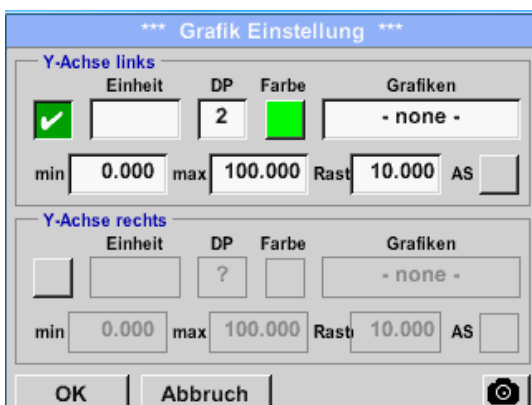 *** Grafik Einstellung ***
Y-Achse links
Einheit DP Farbe Grafiken
2 - none -
min 0.000 max 100.000 Rast 10.000 AS
Y-Achse rechts
Einheit DP Farbe Grafiken
? - none -
min 0.000 max 100.000 Rast 10.000 AS
OK Abbruch